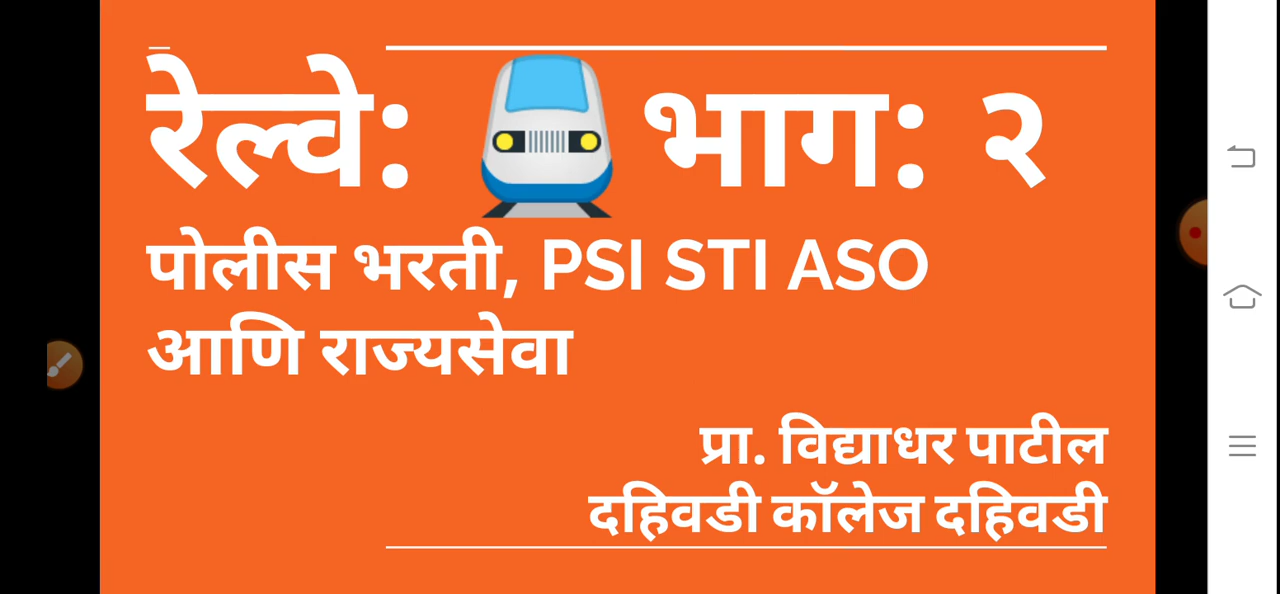 रेल्वे: भाग: २
पोलीस भरती, PSI STI ASO
आणि राज्यसेवा
प्रा. विद्याधर पाटील
दहिवडी कॉलेज दहिवडी